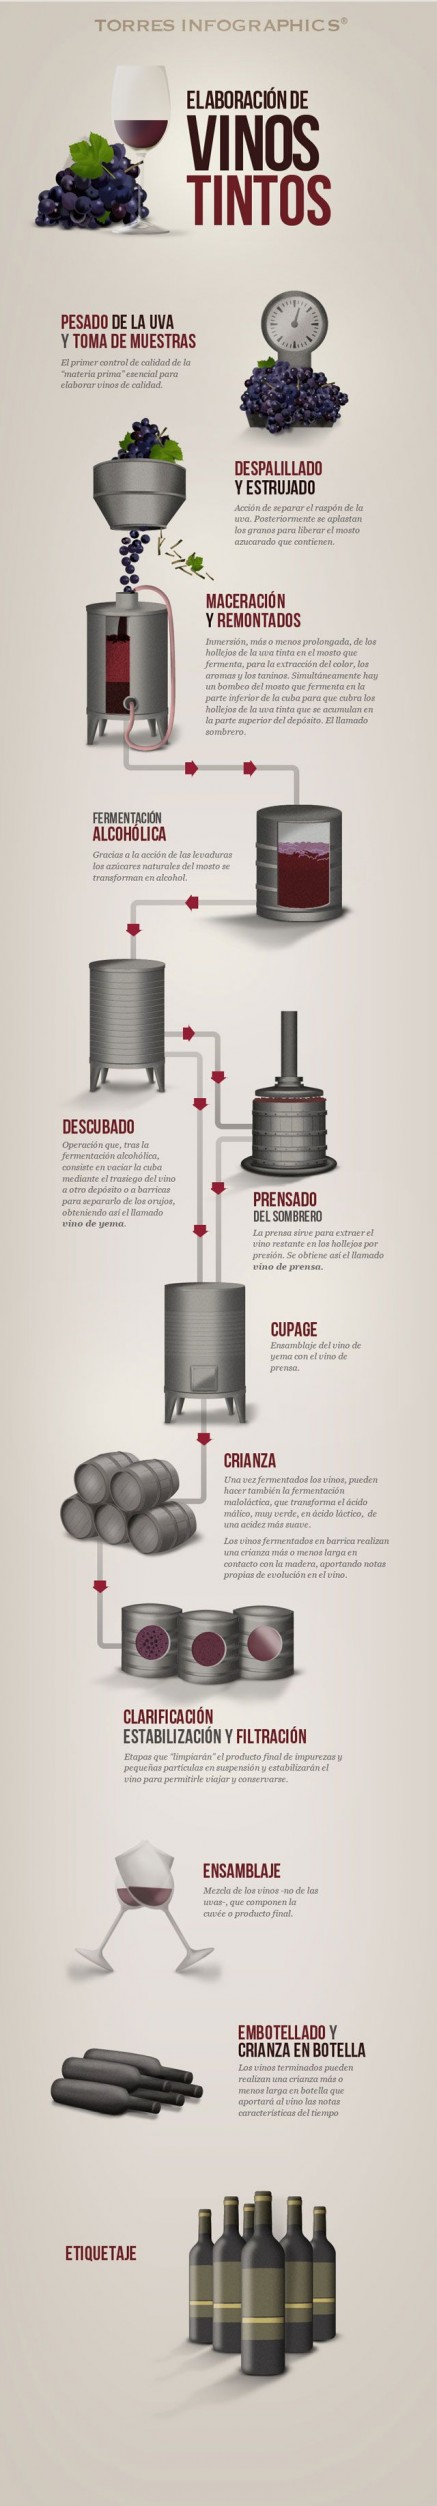 TORRES INFOGRAPHICS®
ELABORACIÓN DE
VINOS
TINTOS
PESADO DE LA UVA
Y TOMA DE MUESTRAS
El primer control de calidad de la
"materia prima" esencial para
elaborar vinos de calidad.
DESPALILLADO
Y ESTRUJADO
Acción de separar el raspón de la
uva. Posteriormente se aplastan
los granos para liberar el mosto
azucarado que contienen.
MACERACIÓN
Y REMONTADOS
Inmersión, más o menos prolongada, de los
hollejos de la uva tinta en el mosto que
fermenta, para la extracción del color, los
aromas y los taninos. Simultáneamente hay
un bombeo del mosto que fermenta en la
parte inferior de la cuba para que cubra los
hollejos de la uva tinta que se acumulan en
la parte superior del depósito. El llamado
sombrero.
FERMENTACIÓN
ALCOHÓLICA
Gracias a la acción de las levaduras
los azúcares naturales del mosto se
transforman en alcohol.
DESCUBADO
Operación que, tras la
fermentación alcohólica,
consiste en vaciar la cuba
mediante el trasiego del vino
a otro depósito o a barricas
para separarlo de los orujos,
obteniendo así el llamado
vino de yema.
PRENSADO
DEL SOMBRERO
La prensa sirve para extraer el
vino restante en los hollejos por
presión. Se obtiene así el llamado
vino de prensa.
CUPAGE
Ensamblaje del vino de
yema con el vino de
prensa.
CRIANZA
Una vez fermentados los vinos, pueden
hacer también la fermentación
maloláctica, que transforma el ácido
málico, muy verde, en ácido láctico, de
una acidez más suave.
Los vinos fermentados en barrica realizan
una crianza más o menos larga en
contacto con la madera, aportando notas
propias de evolución en el vino.
CLARIFICACIÓN
ESTABILIZACIÓN Y FILTRACIÓN
Etapas que "limpiarán" el producto final de impurezas y
pequeñas partículas en suspensión y estabilizarán el
vino para permitirle viajar y conservarse.
ENSAMBLAJE
Mezcla de los vinos -no de las
uvas-, que componen la
cuvée o producto final.
EMBOTELLADO Y
CRIANZA EN BOTELLA
Los vinos terminados pueden
realizan una crianza más o
menos larga en botella que
aportará al vino las notas
características del tiempo
ETIQUETAJE